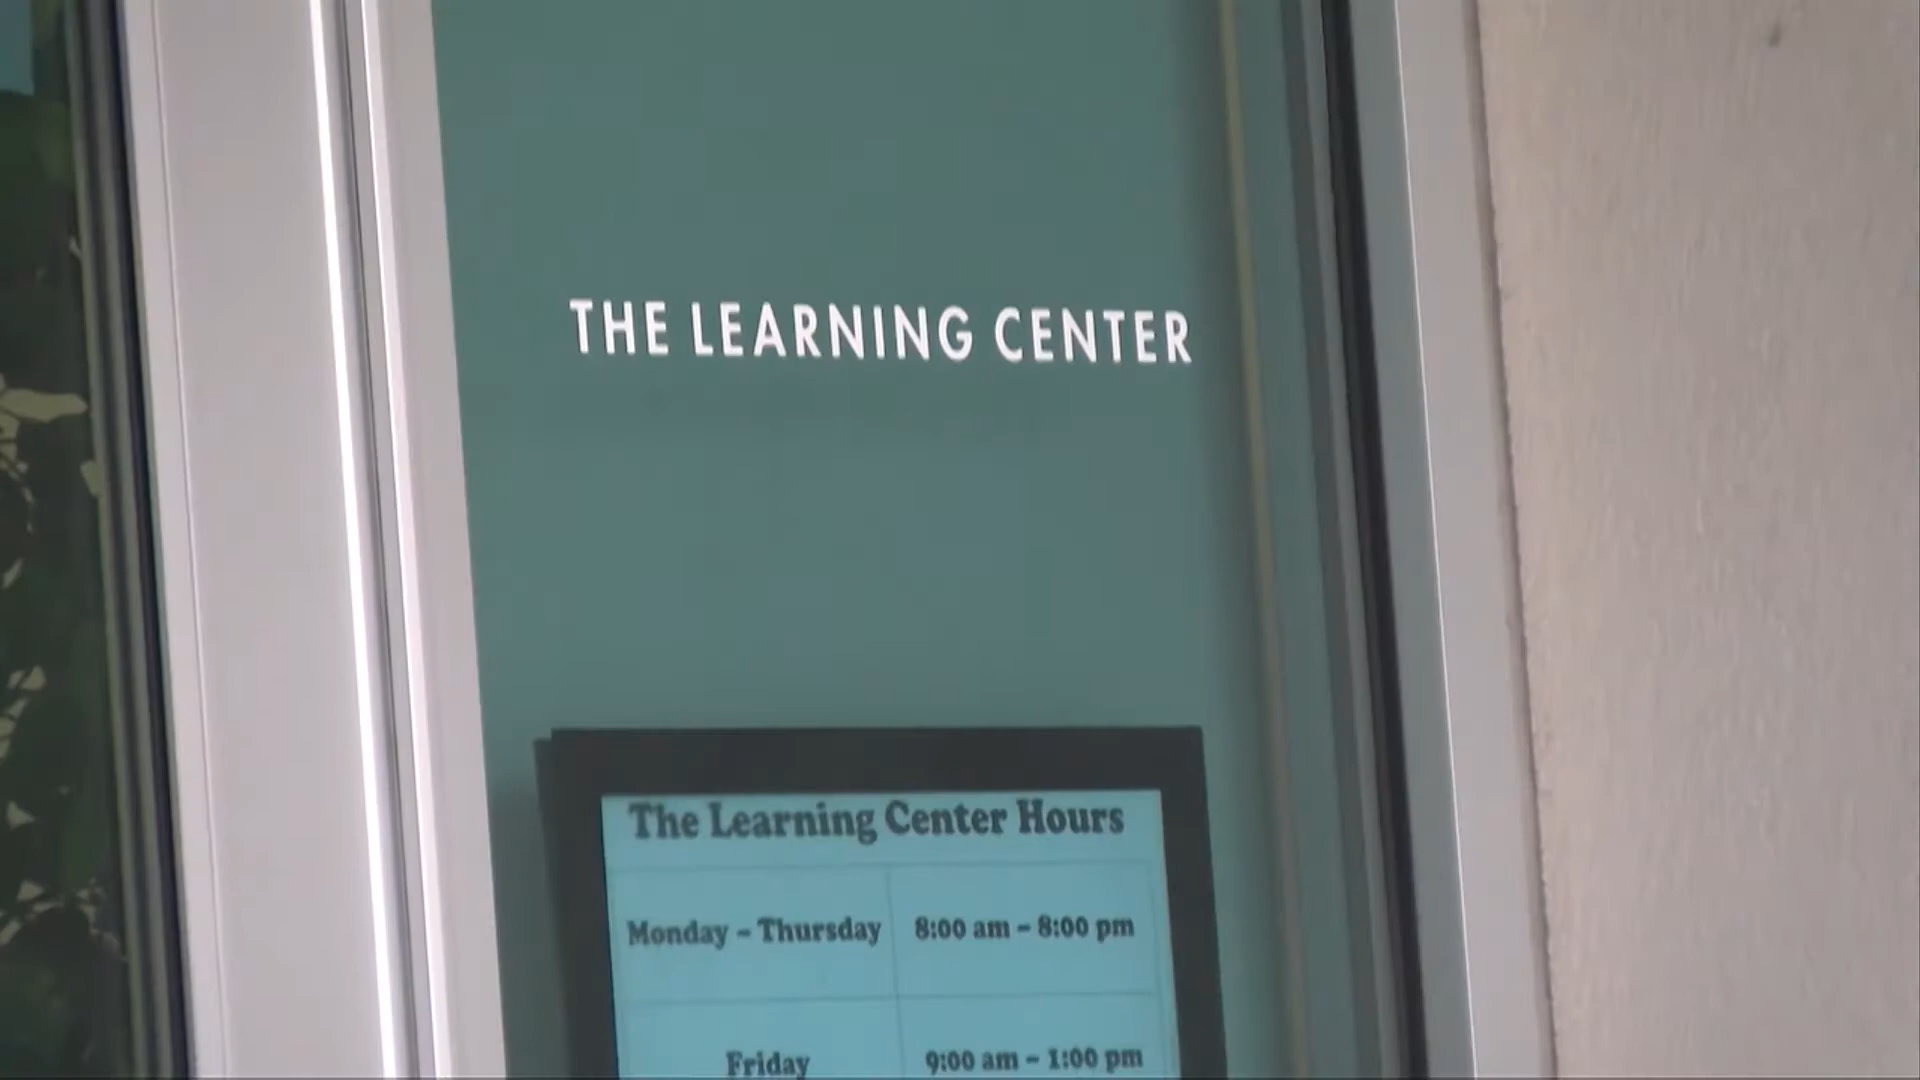 THE LEARNING CENTER
The Learning Center Hours
Monday - Thursday 8:00 am - 8:00 pm
Friday 9:00 am - 1:00 pm